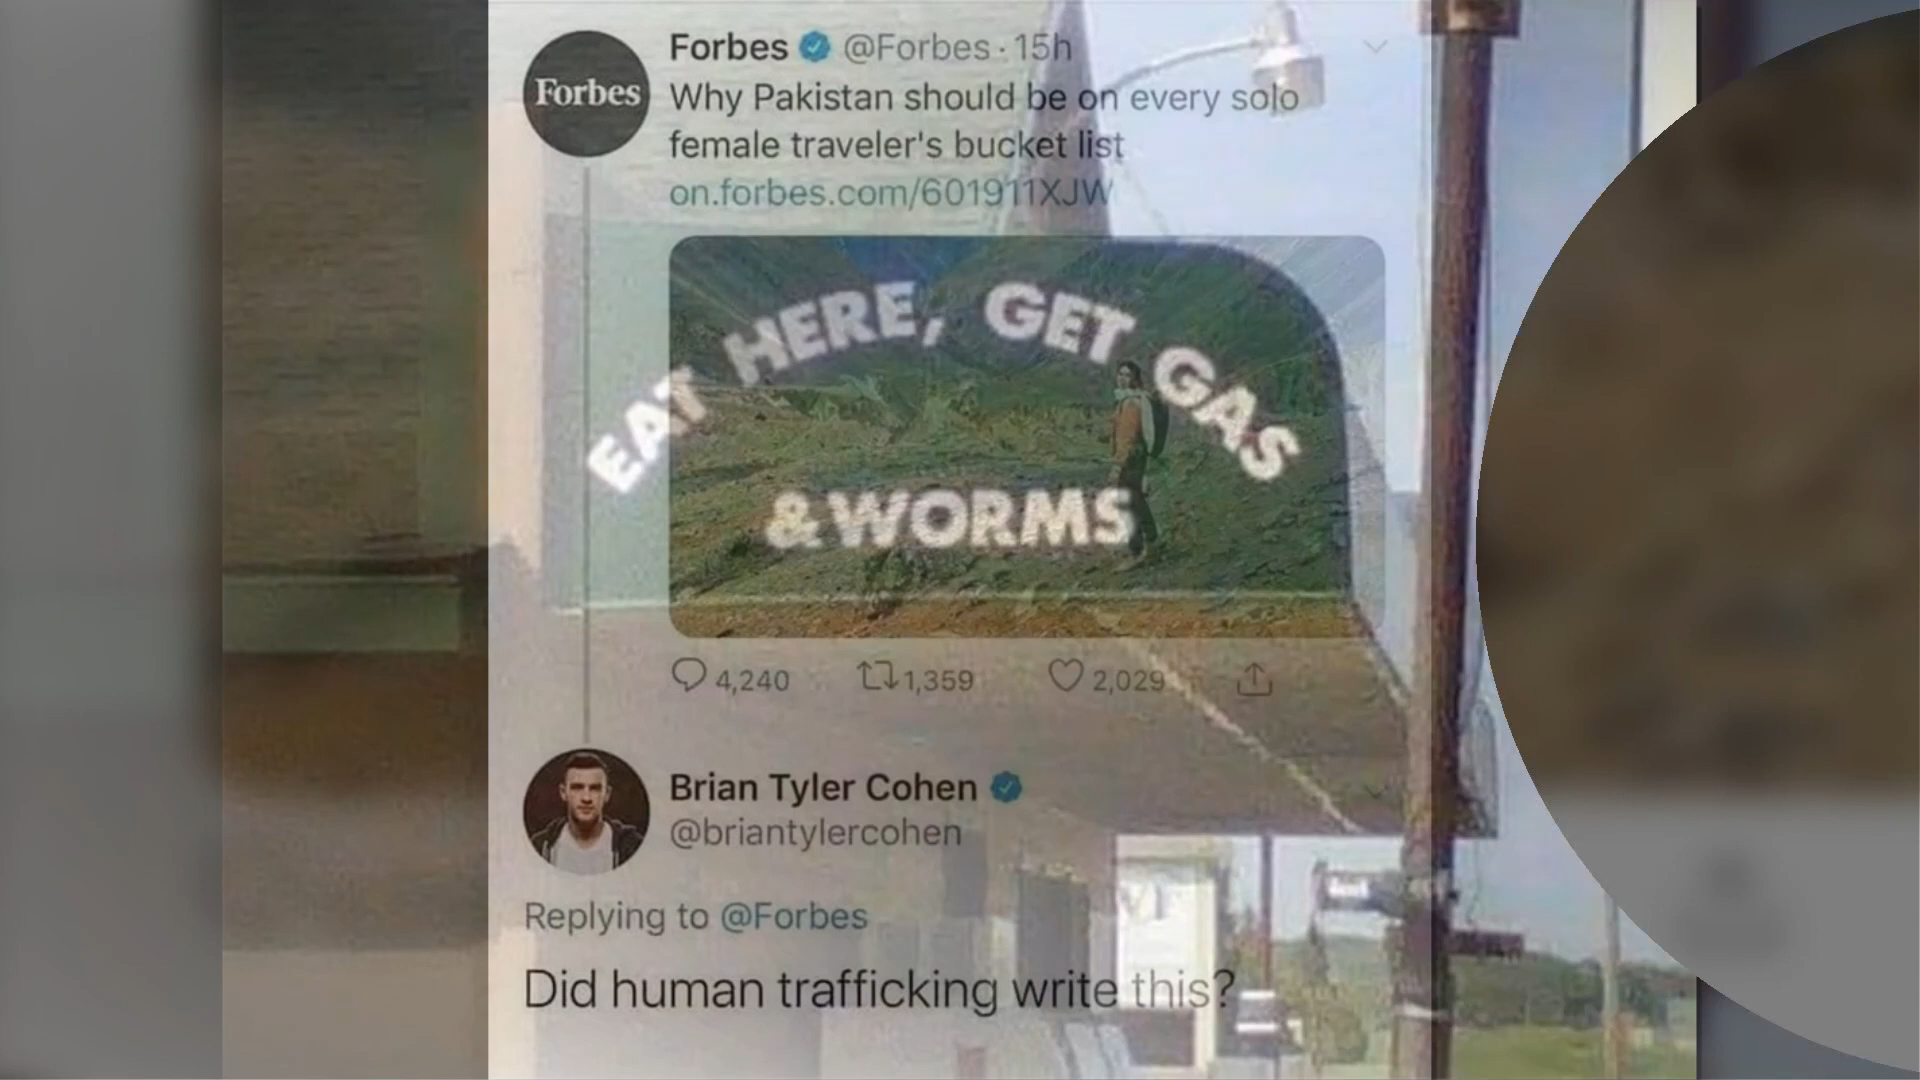 Forbes @Forbes · 15h
Forbes
Why Pakistan should be on every solo
female traveler's bucket list
on.forbes.com/601911XJW
EAT HERE, GET GAS
&WORMS
4,240 1,359 2,029
Brian Tyler Cohen
@briantylercohen
Replying to @Forbes
Did human trafficking write this?